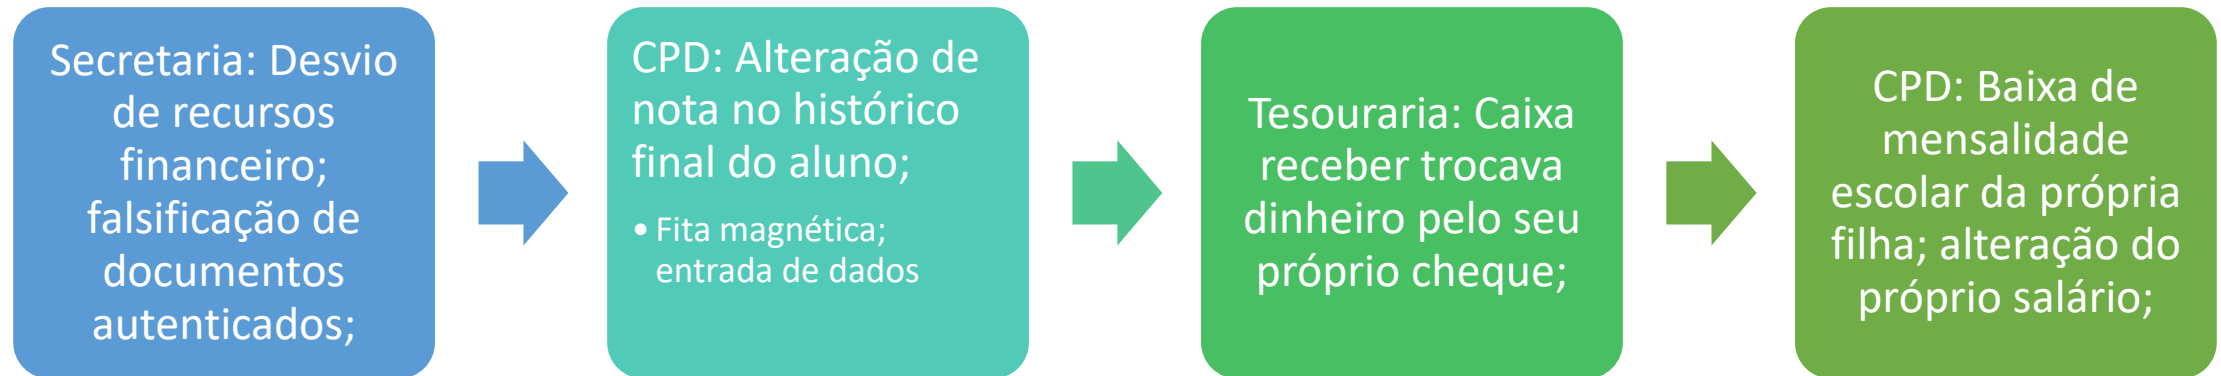 Secretaria: Desvio
de recursos
financeiro;
falsificação de
documentos
autenticados;
CPD: Alteração de
nota no histórico
final do aluno;
• Fita magnética;
entrada de dados
Tesouraria: Caixa
receber trocava
dinheiro pelo seu
próprio cheque;
CPD: Baixa de
mensalidade
escolar da própria
filha; alteração do
próprio salário;